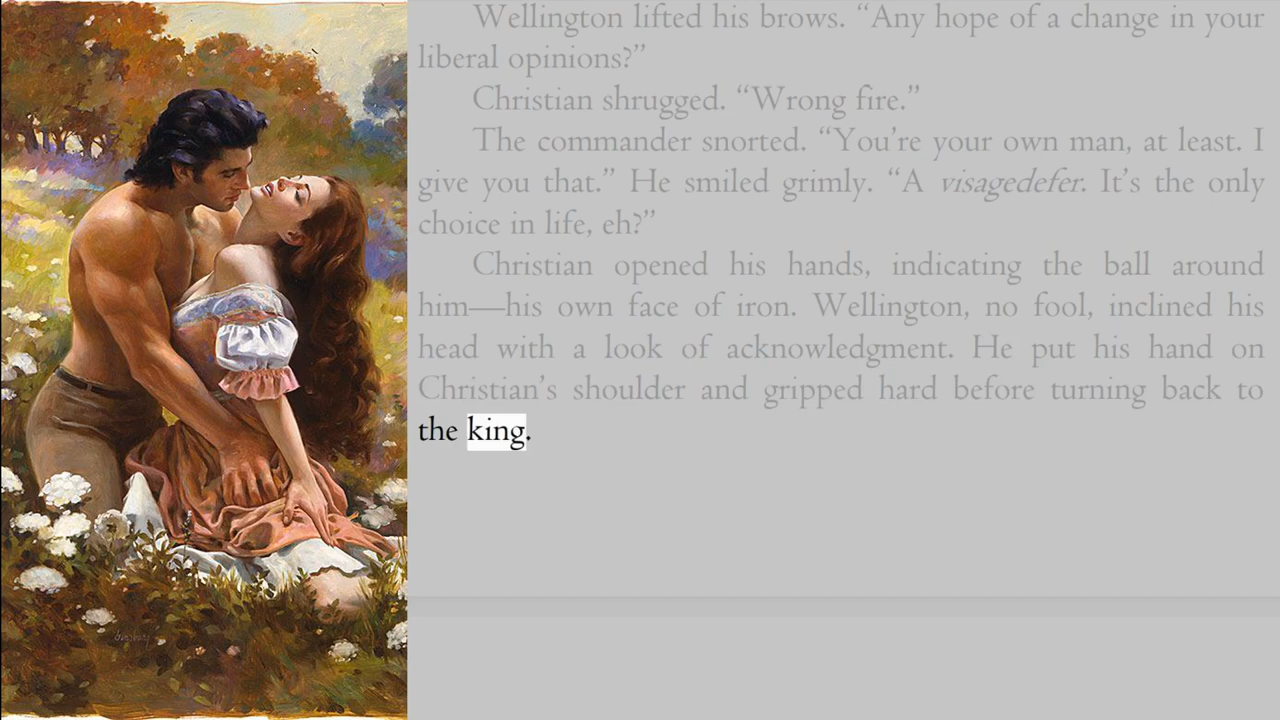 Wellington lifted his brows. “Any hope of a change in your
liberal opinions?”
Christian shrugged. “Wrong fire.”
The commander snorted. “You’re your own man, at least. I
give you that.” He smiled grimly. “A visagedefer. It’s the only
choice in life, eh?”
Christian opened his hands, indicating the ball around
him—his own face of iron. Wellington, no fool, inclined his
head with a look of acknowledgment. He put his hand on
Christian’s shoulder and gripped hard before turning back to
the king.